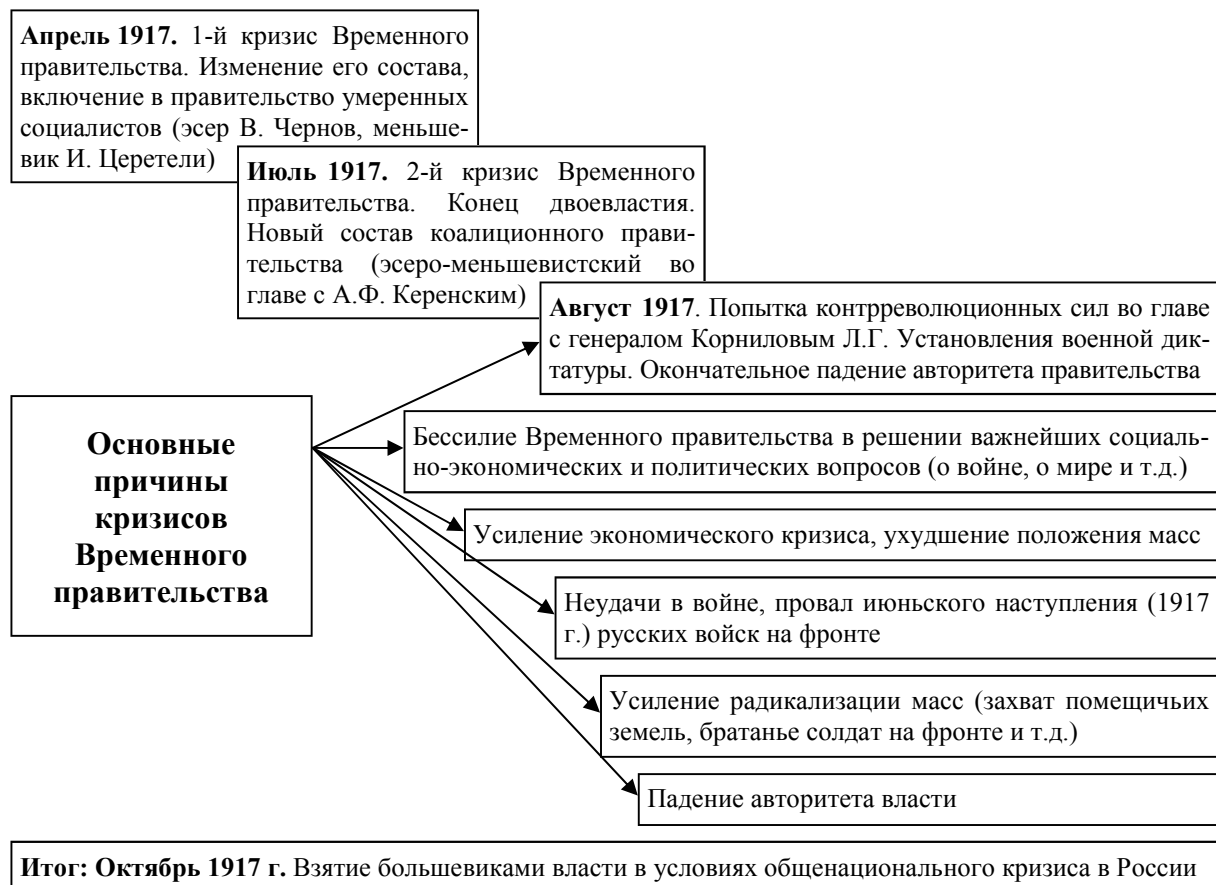 Апрель 1917. 1-й кризис Временного
правительства. Изменение его состава,
включение в правительство умеренных
социалистов (эсер В. Чернов, меньше-
вик И. Церетели)
Июль 1917. 2-й кризис Временного
правительства. Конец двоевластия.
Новый состав коалиционного прави-
тельства (эсеро-меньшевистский во
главе с А.Ф. Керенским)
Август 1917. Попытка контрреволюционных сил во главе
с генералом Корниловым Л.Г. Установления военной дик-
татуры. Окончательное падение авторитета правительства
Основные
причины
кризисов
Временного
правительства
Бессилие Временного правительства в решении важнейших социаль-
но-экономических и политических вопросов (о войне, о мире и т.д.)
Усиление экономического кризиса, ухудшение положения масс
Неудачи в войне, провал июньского наступления (1917
г.) русских войск на фронте
Усиление радикализации масс (захват помещичьих
земель, братанье солдат на фронте и т.д.)
Падение авторитета власти
Итог: Октябрь 1917 г. Взятие большевиками власти в условиях общенационального кризиса в России